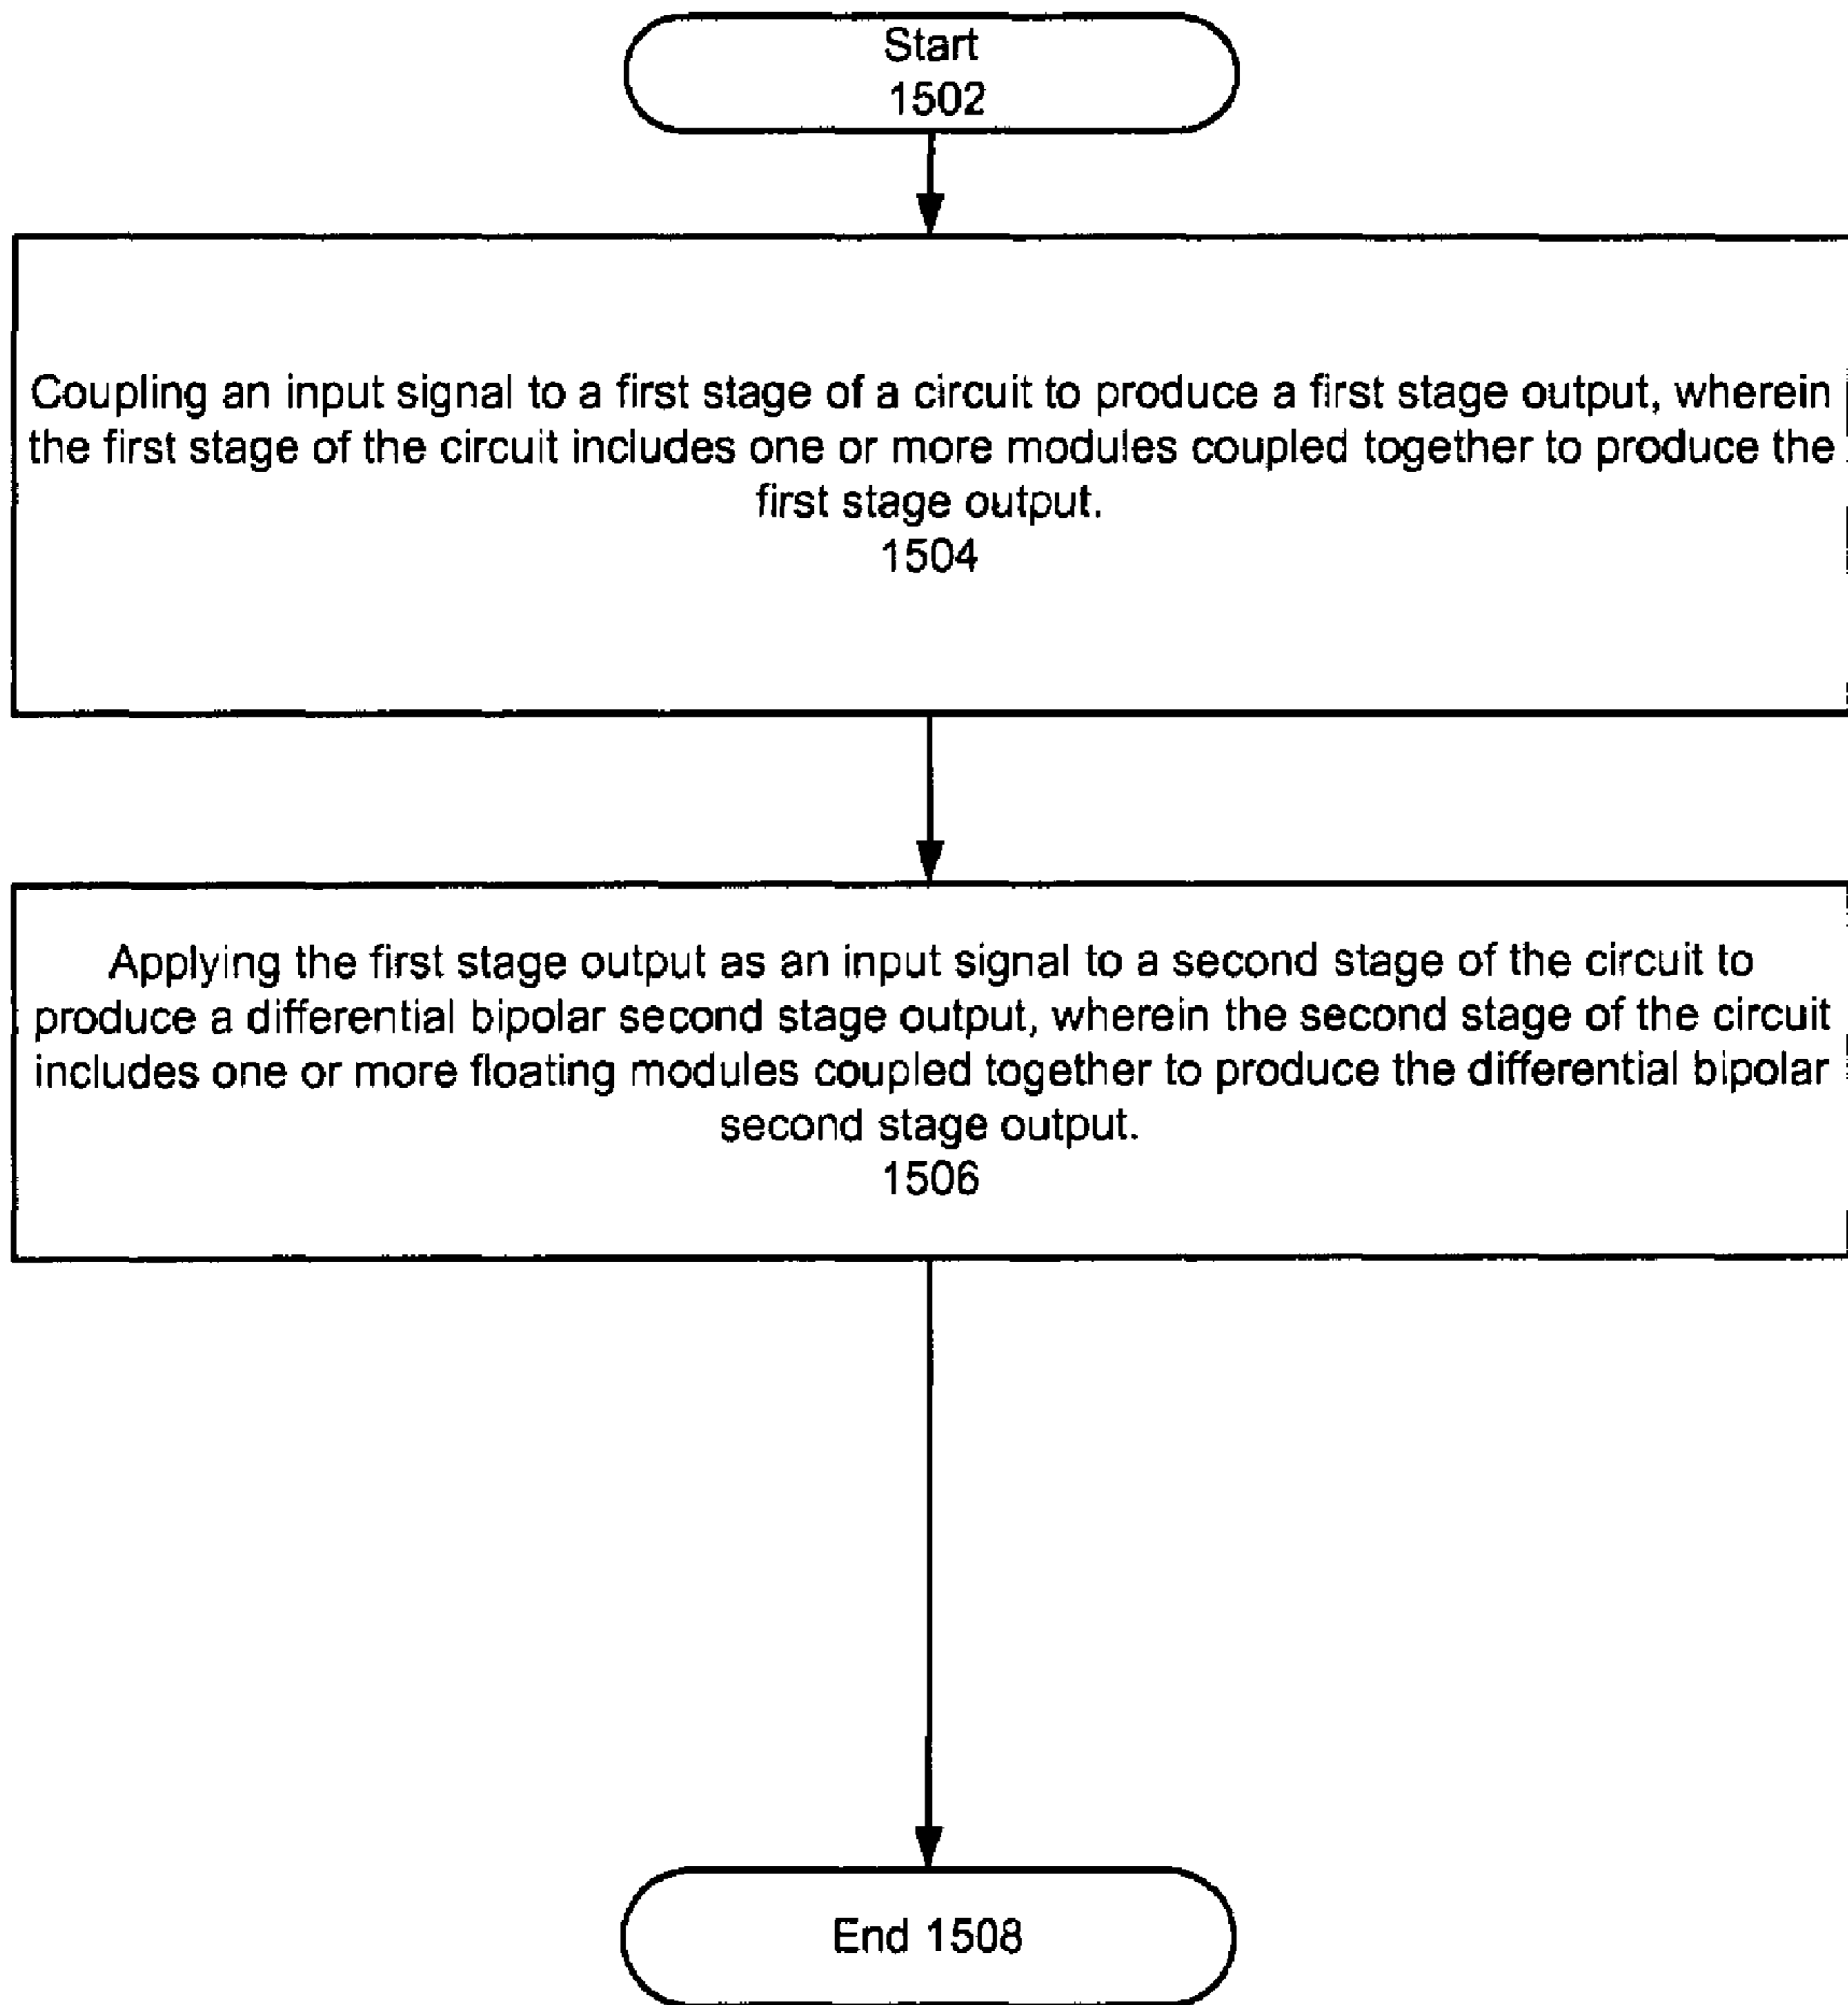 Start
1502
Coupling an input signal to a first stage of a circuit to produce a first stage output, wherein
the first stage of the circuit includes one or more modules coupled together to produce the
first stage output.
1504
Applying the first stage output as an input signal to a second stage of the circuit to
produce a differential bipolar second stage output, wherein the second stage of the circuit
includes one or more floating modules coupled together to produce the differential bipolar
second stage output.
1506
End 1508